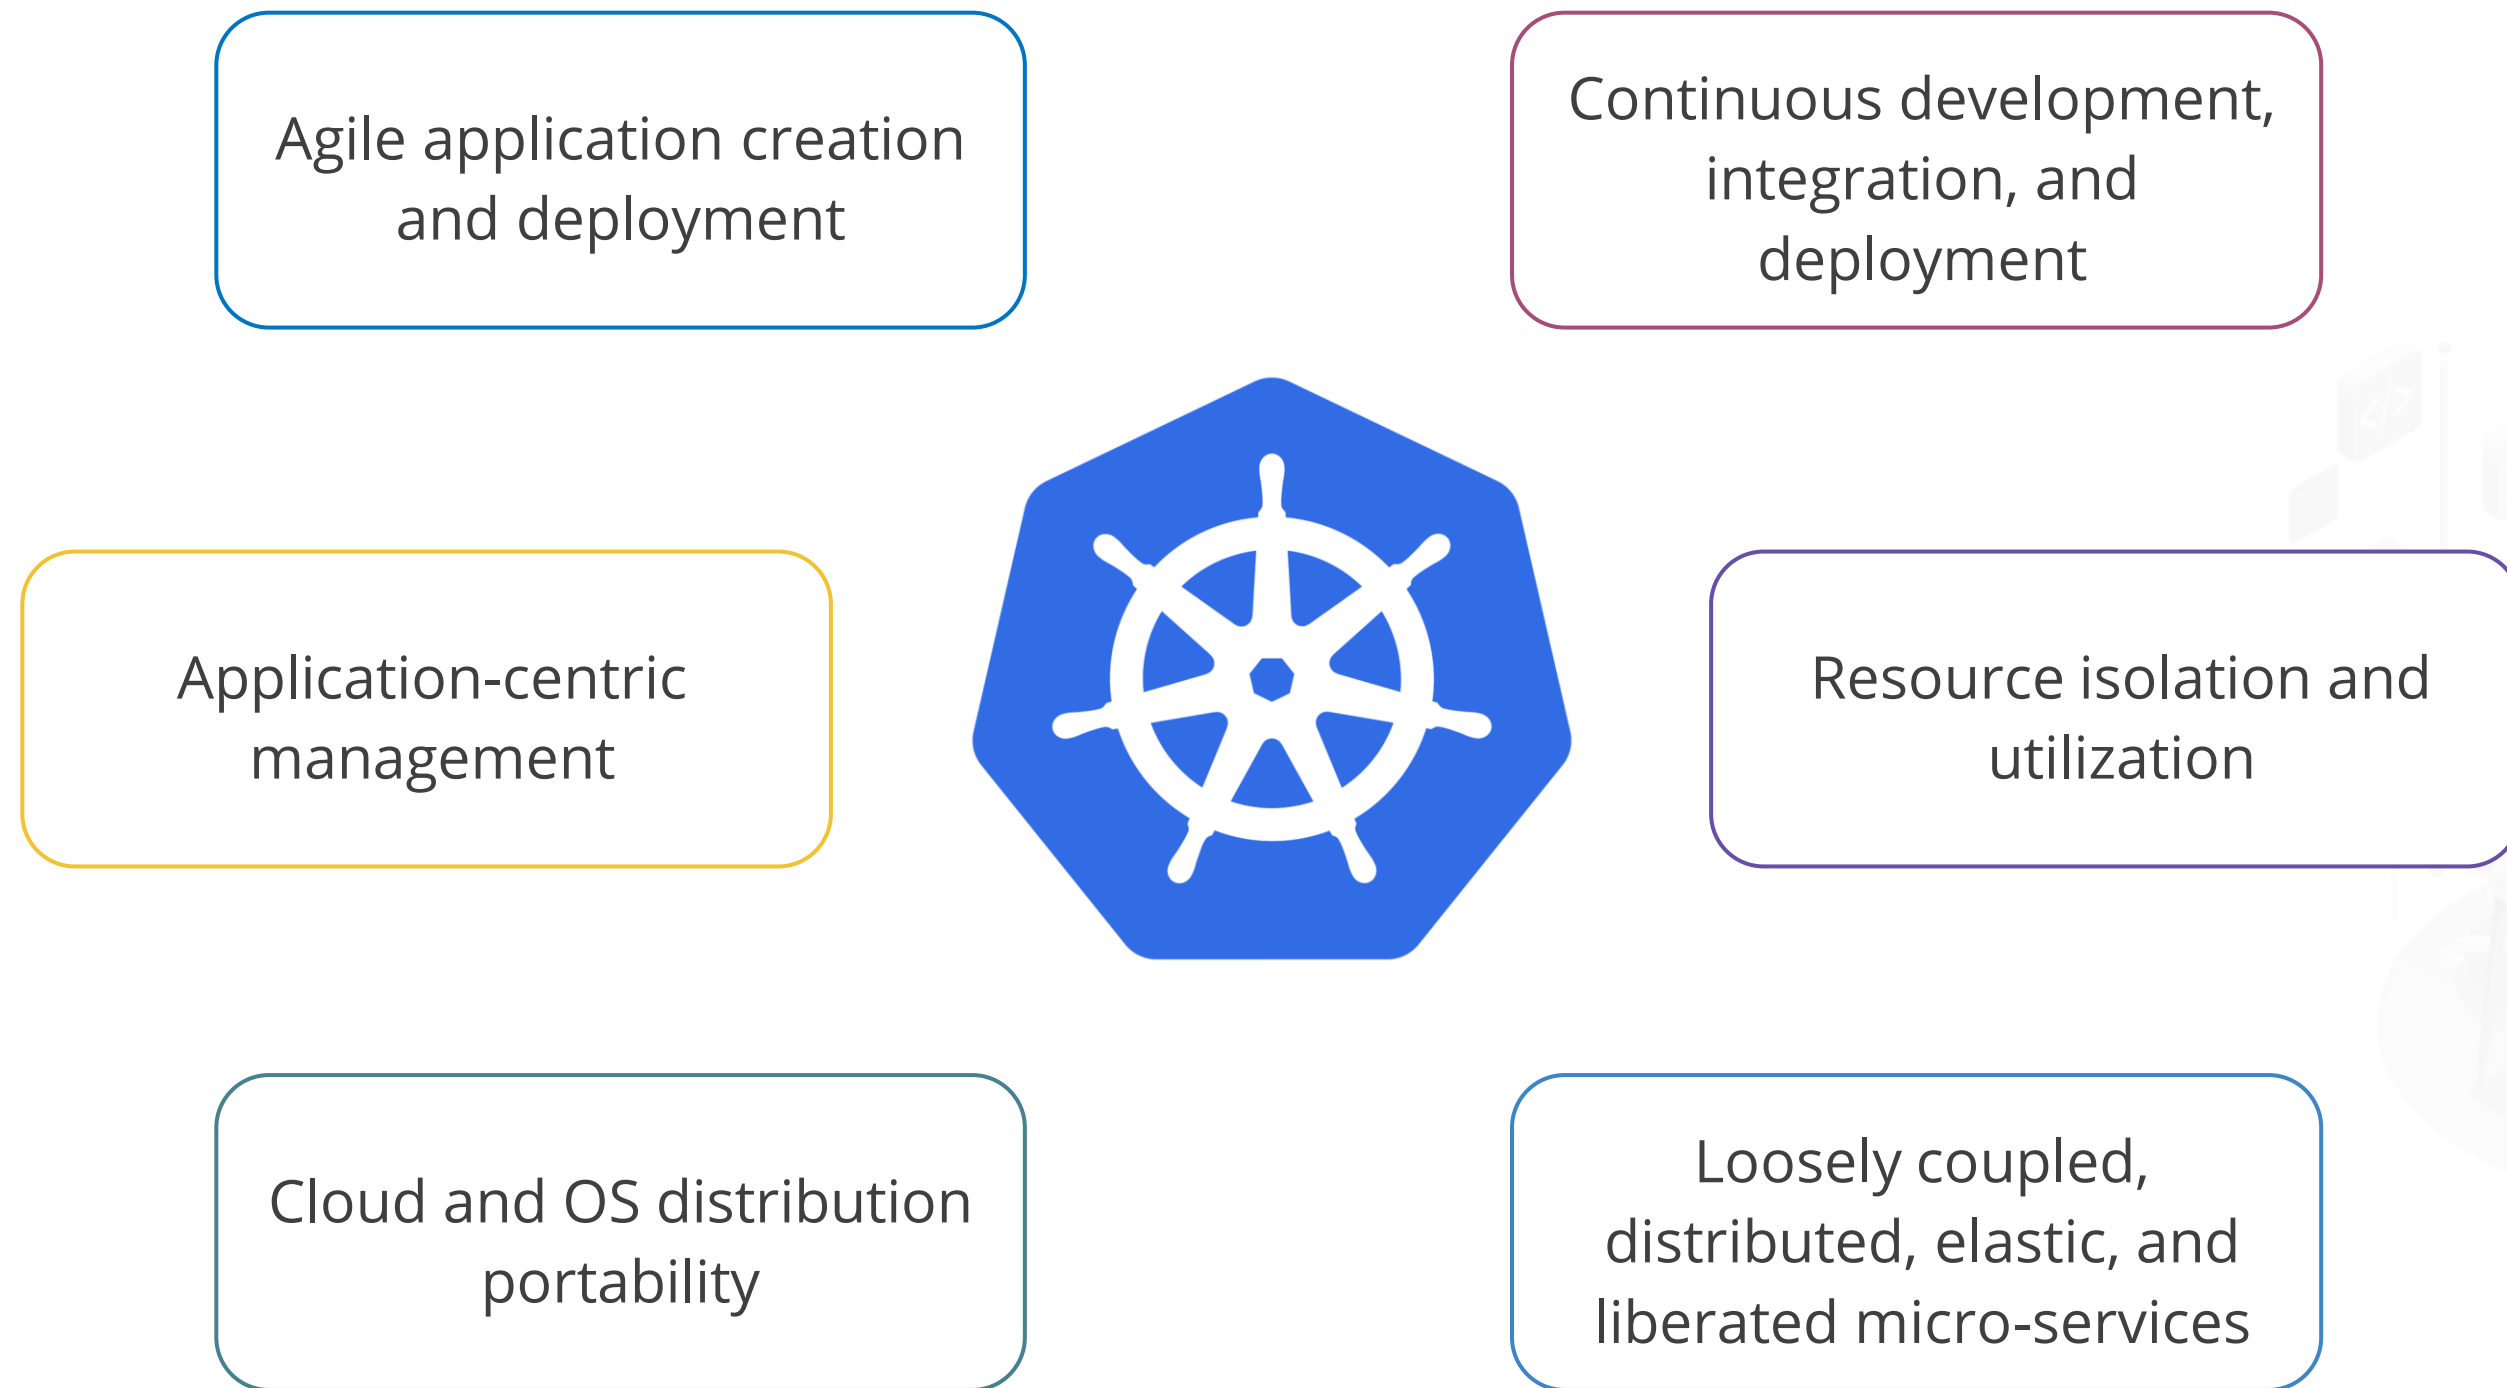 Agile application creation
and deployment
Continuous development,
integration, and
deployment
Application-centric
management
Resource isolation and
utilization
Cloud and OS distribution
portability
Loosely coupled,
distributed, elastic, and
liberated micro-services